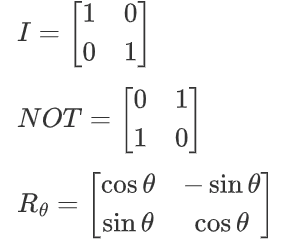 I = [1 0
0 1]
NOT = [0 1
1 0]
R_θ = [cos θ − sin θ
sin θ cos θ]